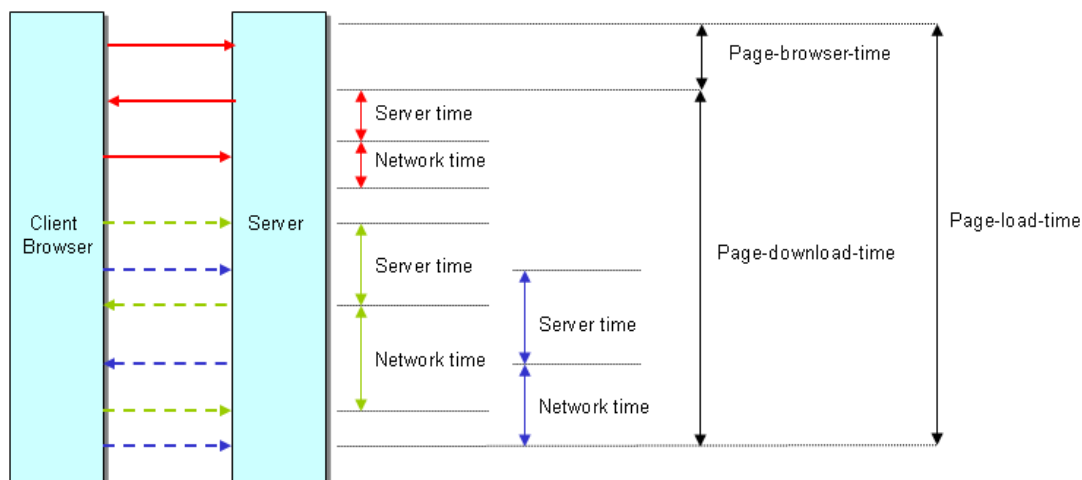 Page-browser-time
Server time
Network time
Client
Browser
Server
Page-load-time
Page-download-time
Server time
Server time
Network time
Network time